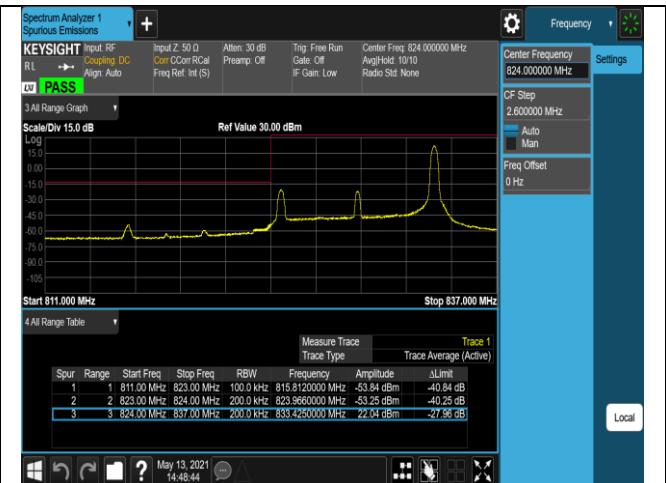 Spectrum Analyzer 1
Spurious Emissions
Frequency
KEYSIGHT
RL
Input: RF
Coupling: DC
Align: Auto
Input Z: 50 Ω
Corr CCorr RCal
Freq Ref: Int (S)
Atten: 30 dB
Preamp: Off
Trig: Free Run
Gate: Off
IF Gain: Low
Center Freq: 824.000000 MHz
Avg|Hold: 10/10
Radio Std: None
LXI PASS
Center Frequency
824.000000 MHz
Settings
CF Step
2.600000 MHz
Auto
Man
Freq Offset
0 Hz
3 All Range Graph
Scale/Div 15.0 dB
Ref Value 30.00 dBm
Log
15.0
0.00
-15.0
-30.0
-45.0
-60.0
-75.0
-90.0
-105
Start 811.000 MHz
Stop 837.000 MHz
4 All Range Table
Measure Trace Trace 1
Trace Type Trace Average (Active)
Spur Range Start Freq Stop Freq RBW Frequency Amplitude ΔLimit
1 1 811.00 MHz 823.00 MHz 100.0 kHz 815.8120000 MHz -53.84 dBm -40.84 dB
2 2 823.00 MHz 824.00 MHz 200.0 kHz 823.9660000 MHz -53.25 dBm -40.25 dB
3 3 824.00 MHz 837.00 MHz 200.0 kHz 833.4250000 MHz 22.04 dBm -27.96 dB
Local
?
May 13, 2021
14:48:44